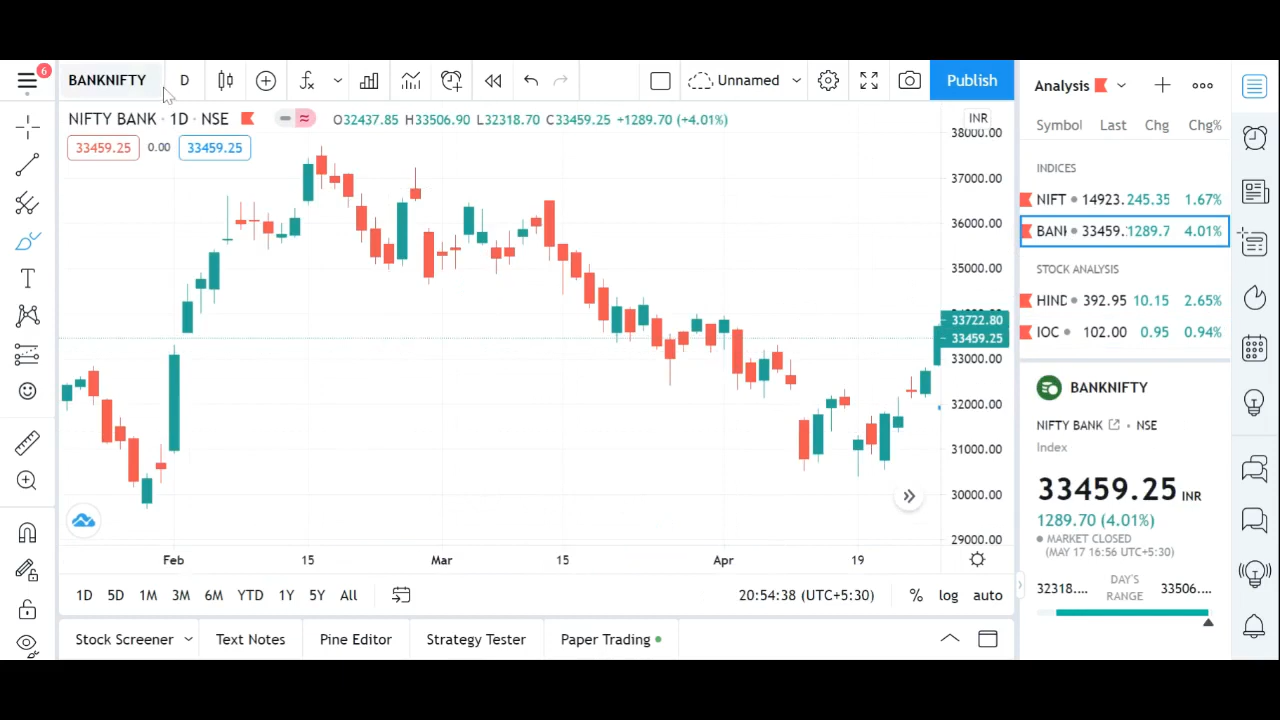 6
BANKNIFTY D Unnamed Publish
NIFTY BANK · 1D · NSE O32437.85 H33506.90 L32318.70 C33459.25 +1289.70 (+4.01%)
33459.25 0.00 33459.25
INR
38000.00
37000.00
36000.00
35000.00
33722.80
33459.25
33000.00
32000.00
31000.00
30000.00
29000.00
Feb 15 Mar 15 Apr 19
1D 5D 1M 3M 6M YTD 1Y 5Y All 20:54:38 (UTC+5:30) % log auto
Stock Screener Text Notes Pine Editor Strategy Tester Paper Trading
Analysis
Symbol Last Chg Chg%
INDICES
NIFT 14923. 245.35 1.67%
BANK 33459. 1289.7 4.01%
STOCK ANALYSIS
HIND 392.95 10.15 2.65%
IOC 102.00 0.95 0.94%
BANKNIFTY
NIFTY BANK · NSE
Index
33459.25 INR
1289.70 (4.01%)
MARKET CLOSED
(MAY 17 16:56 UTC+5:30)
32318.... DAY'S RANGE 33506....